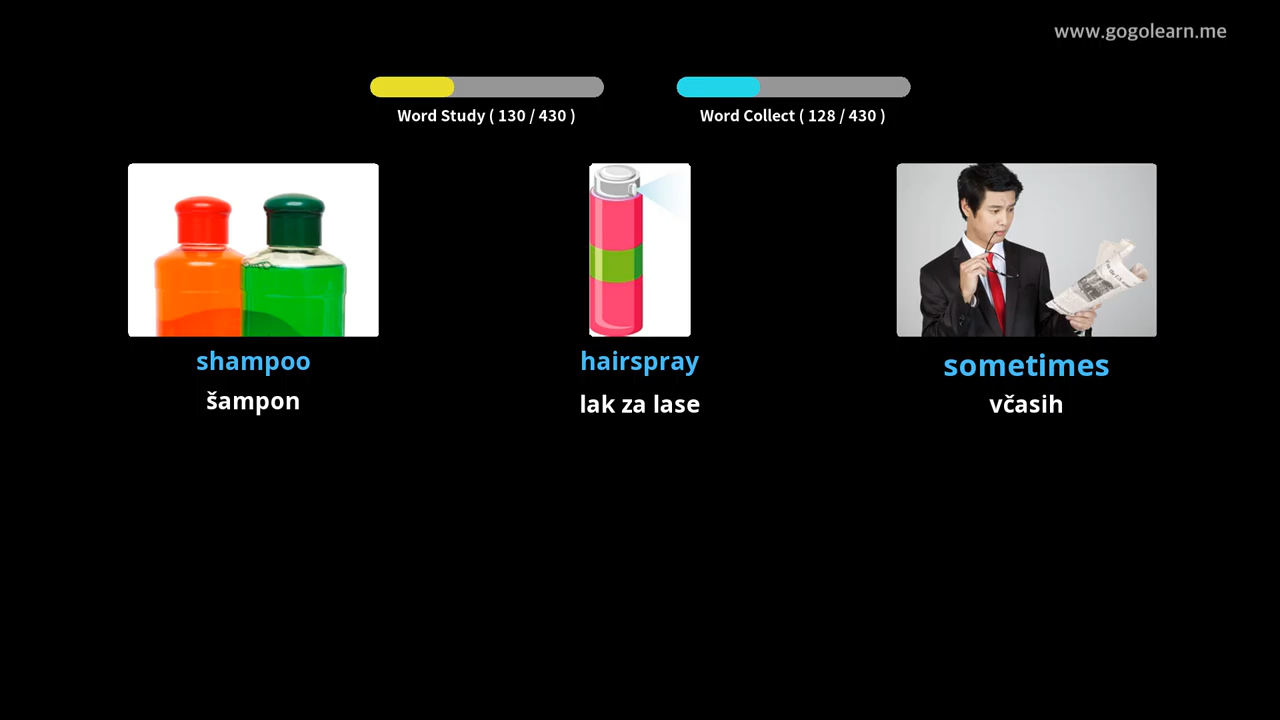 www.gogolearn.me
Word Study ( 130 / 430 )
Word Collect ( 128 / 430 )
shampoo
hairspray
sometimes
šampon
lak za lase
včasih